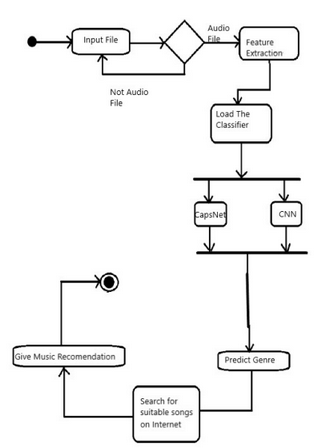 Input File
Audio
File
Feature
Extraction
Not Audio
File
Load The
Classifier
CapsNet
CNN
Predict Genre
Give Music Recomendation
Search for
suitable songs
on Internet